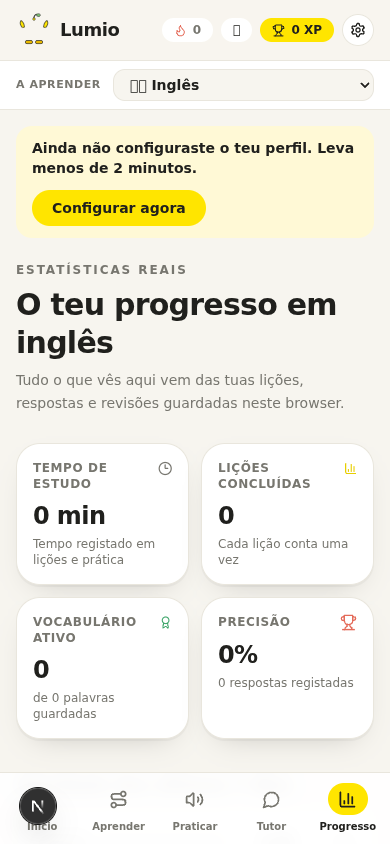 Lumio
0
0 XP
A APRENDER
Inglês
Ainda não configuraste o teu perfil. Leva
menos de 2 minutos.
Configurar agora
ESTATÍSTICAS REAIS
O teu progresso em
inglês
Tudo o que vês aqui vem das tuas lições,
respostas e revisões guardadas neste browser.
TEMPO DE
ESTUDO
0 min
Tempo registado em
lições e prática
LIÇÕES
CONCLUÍDAS
0
Cada lição conta uma
vez
VOCABULÁRIO
ATIVO
0
de 0 palavras
guardadas
PRECISÃO
0%
0 respostas registadas
N
Início
Aprender
Praticar
Tutor
Progresso